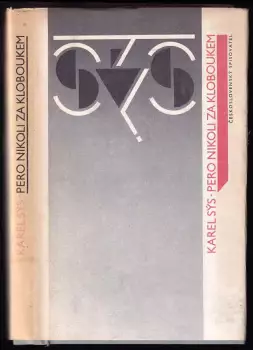 KAREL SÝS - PERO NIKOLI ZA KLOBOUKEM
SÝS
KAREL SÝS - PERO NIKOLI ZA KLOBOUKEM
ČESKOSLOVENSKÝ SPISOVATEL